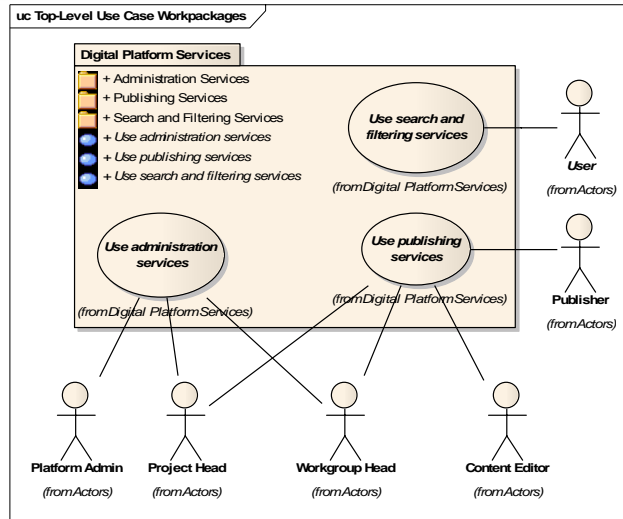 uc Top-Level Use Case Workpackages
Digital Platform Services
+ Administration Services
+ Publishing Services
+ Search and Filtering Services
+ Use administration services
+ Use publishing services
+ Use search and filtering services
Use search and
filtering services
(fromDigital PlatformServices)
User
(fromActors)
Use administration
services
(fromDigital PlatformServices)
Use publishing
services
(fromDigital PlatformServices)
Publisher
(fromActors)
Platform Admin
(fromActors)
Project Head
(fromActors)
Workgroup Head
(fromActors)
Content Editor
(fromActors)